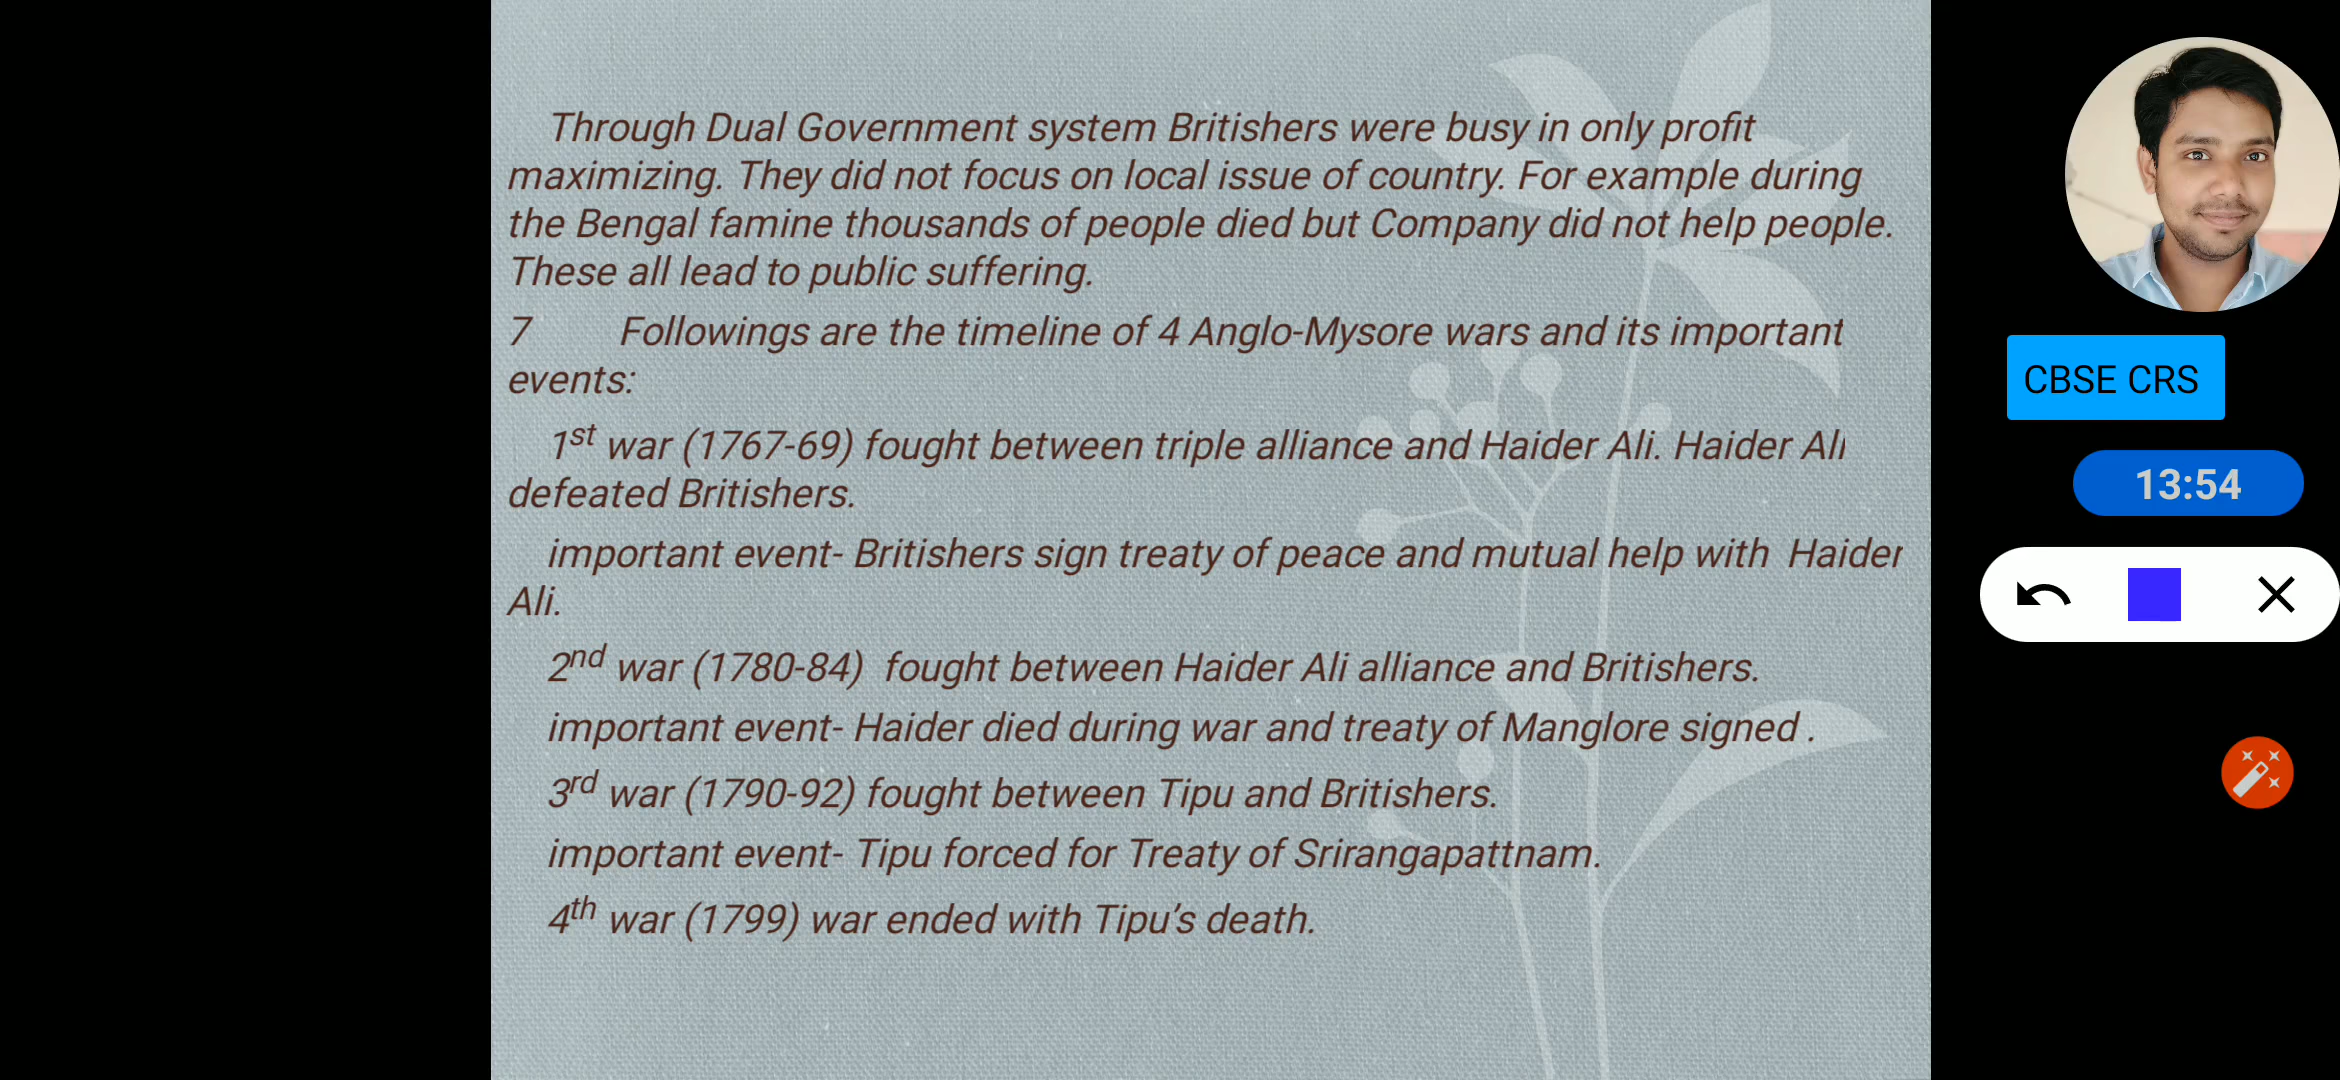 Through Dual Government system Britishers were busy in only profit
maximizing. They did not focus on local issue of country. For example during
the Bengal famine thousands of people died but Company did not help people.
These all lead to public suffering.
7 Followings are the timeline of 4 Anglo-Mysore wars and its important
events:
1st war (1767-69) fought between triple alliance and Haider Ali. Haider Ali
defeated Britishers.
important event- Britishers sign treaty of peace and mutual help with Haider
Ali.
2nd war (1780-84) fought between Haider Ali alliance and Britishers.
important event- Haider died during war and treaty of Manglore signed .
3rd war (1790-92) fought between Tipu and Britishers.
important event- Tipu forced for Treaty of Srirangapattnam.
4th war (1799) war ended with Tipu’s death.
CBSE CRS
13:54